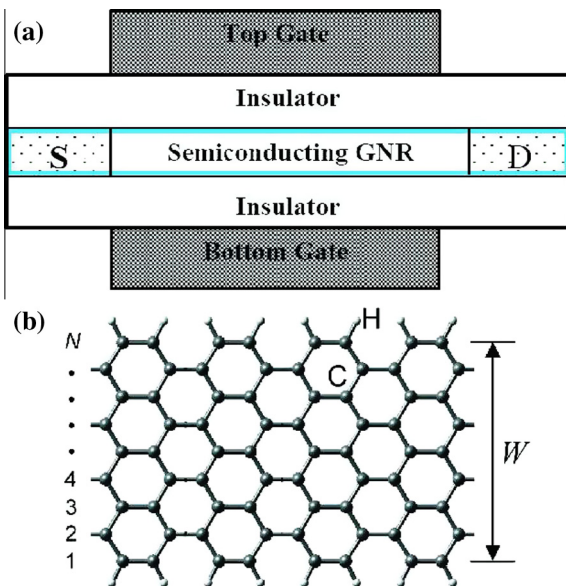 (a)
Top Gate
Insulator
S Semiconducting GNR D
Insulator
Bottom Gate
(b)
H
N
C
W
4
3
2
1